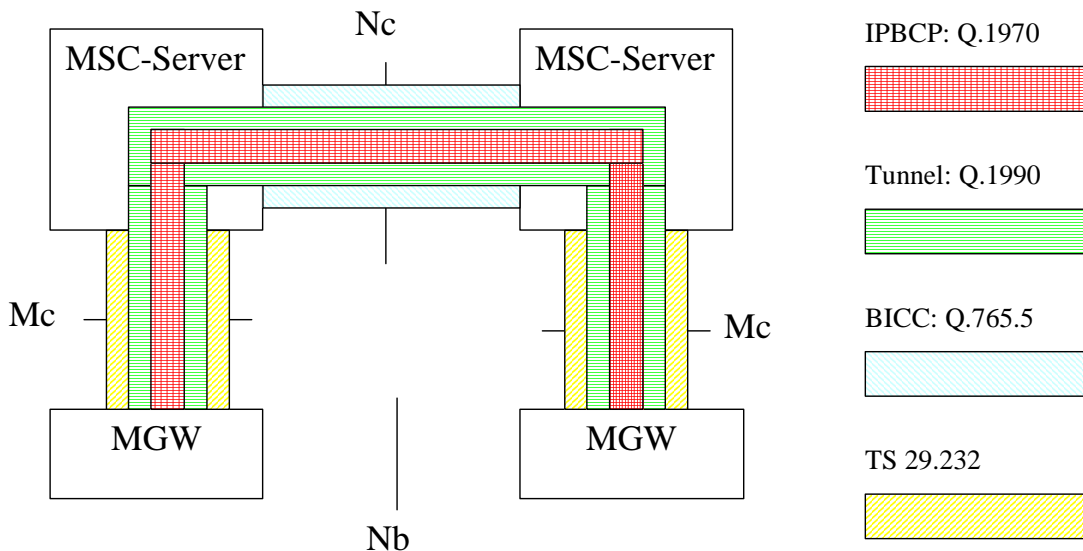 Nc
IPBCP: Q.1970
MSC-Server
MSC-Server
Tunnel: Q.1990
Mc
Mc
BICC: Q.765.5
MGW
MGW
TS 29.232
Nb